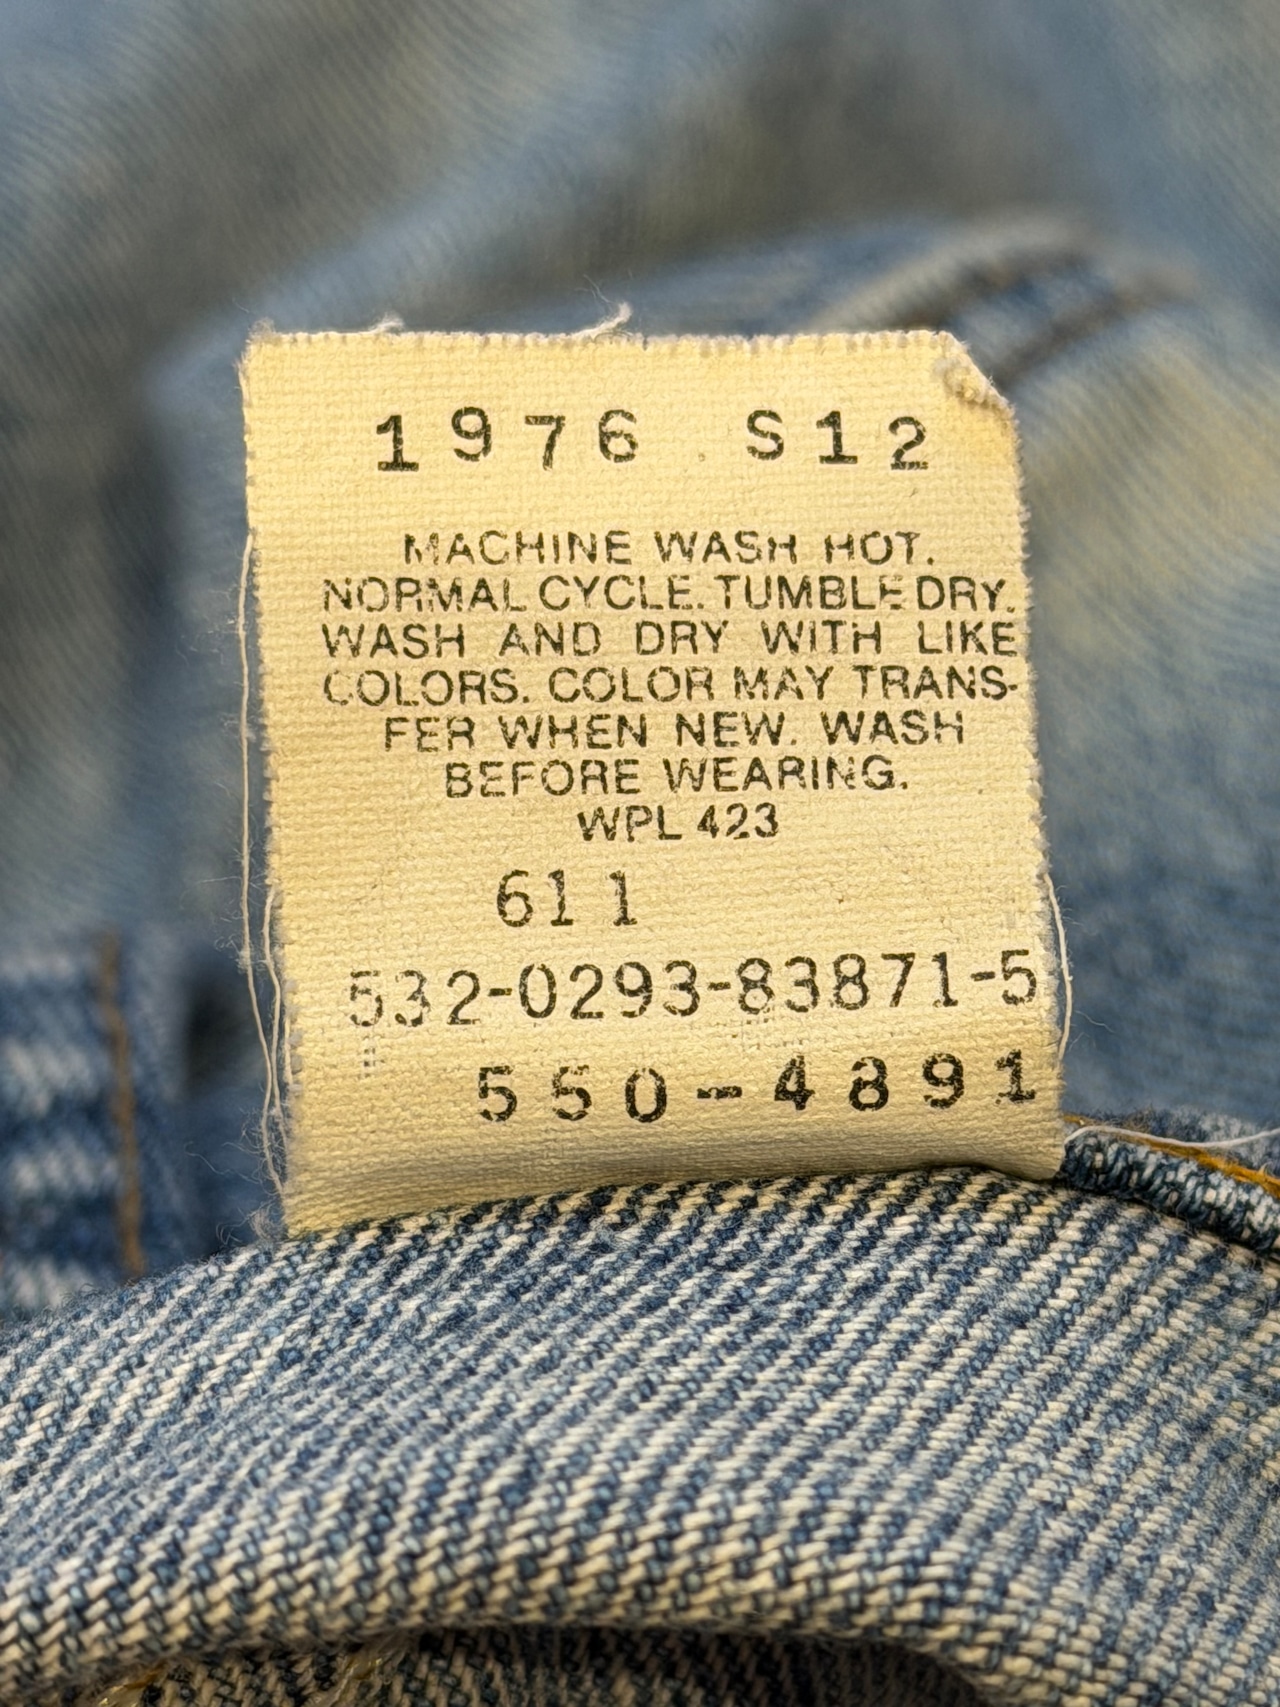 1976 S12
MACHINE WASH HOT.
NORMAL CYCLE. TUMBLE DRY.
WASH AND DRY WITH LIKE
COLORS. COLOR MAY TRANS-
FER WHEN NEW. WASH
BEFORE WEARING.
WPL 423
611
532-0293-83871-5
550-4891